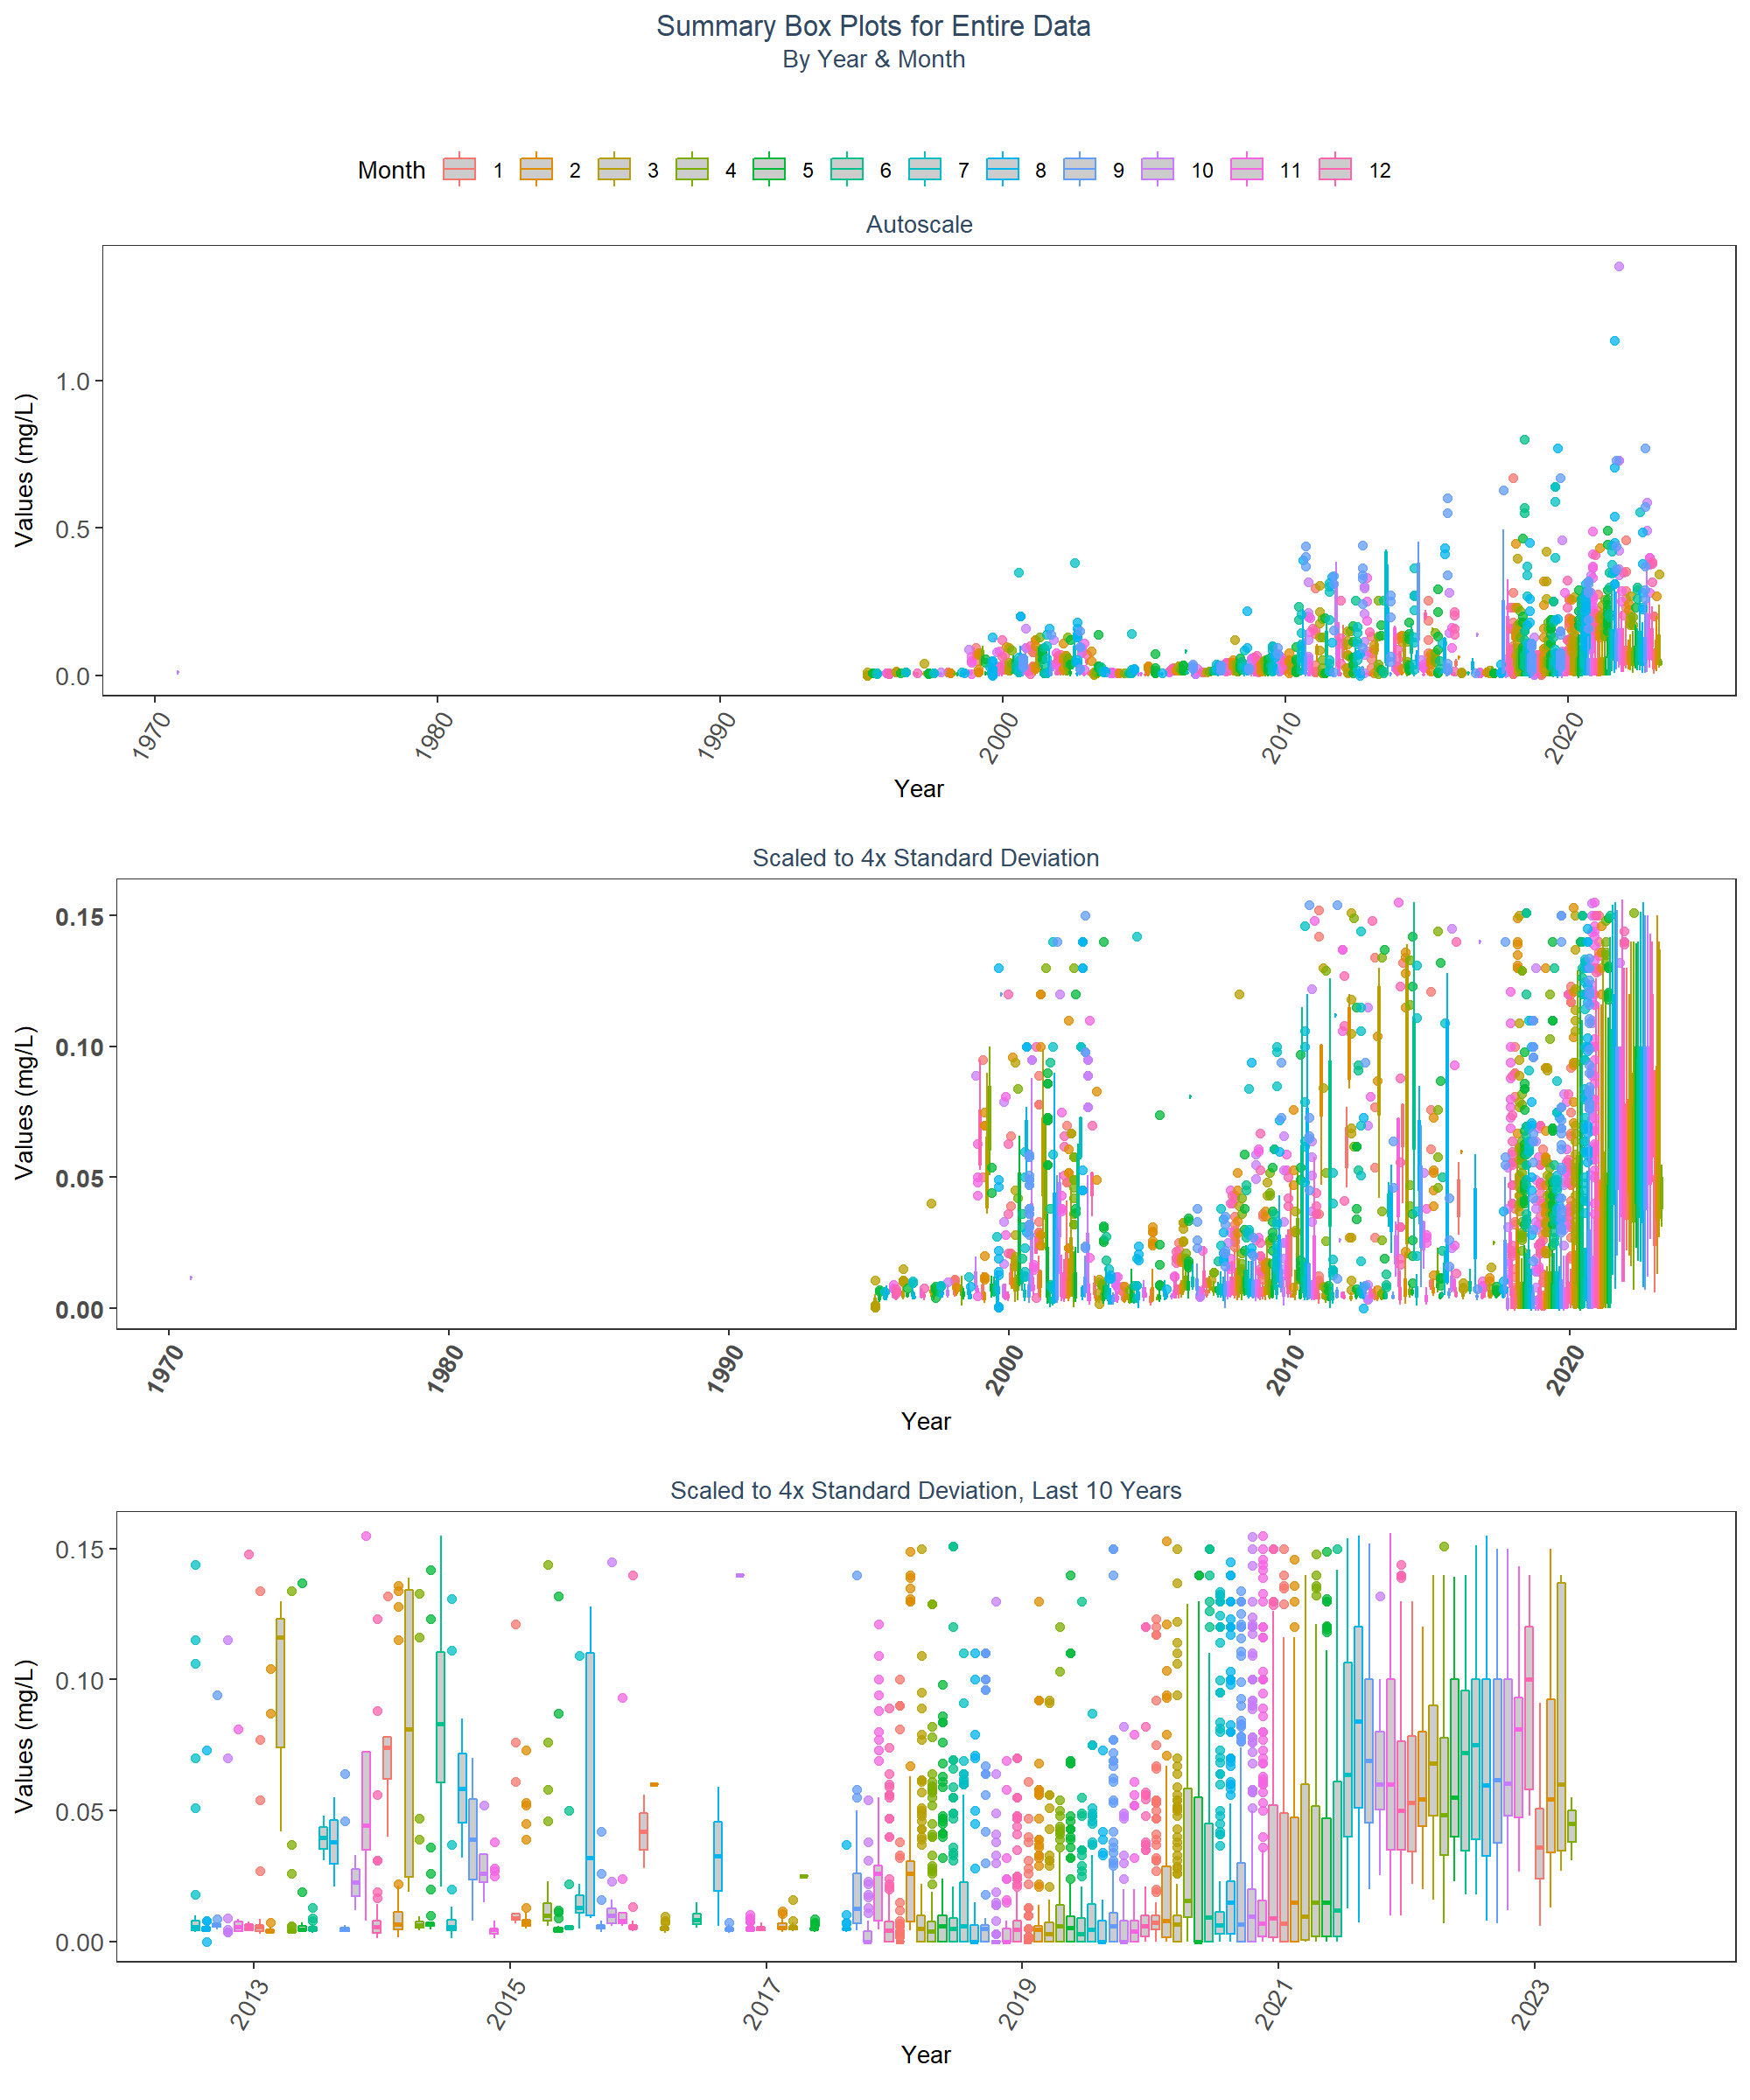 Summary Box Plots for Entire Data
By Year & Month
Month 1 2 3 4 5 6 7 8 9 10 11 12
Autoscale
Values (mg/L)
1.0
0.5
0.0
1970 1980 1990 2000 2010 2020
Year
Scaled to 4x Standard Deviation
Values (mg/L)
0.15
0.10
0.05
0.00
1970 1980 1990 2000 2010 2020
Year
Scaled to 4x Standard Deviation, Last 10 Years
Values (mg/L)
0.15
0.10
0.05
0.00
2013 2015 2017 2019 2021 2023
Year